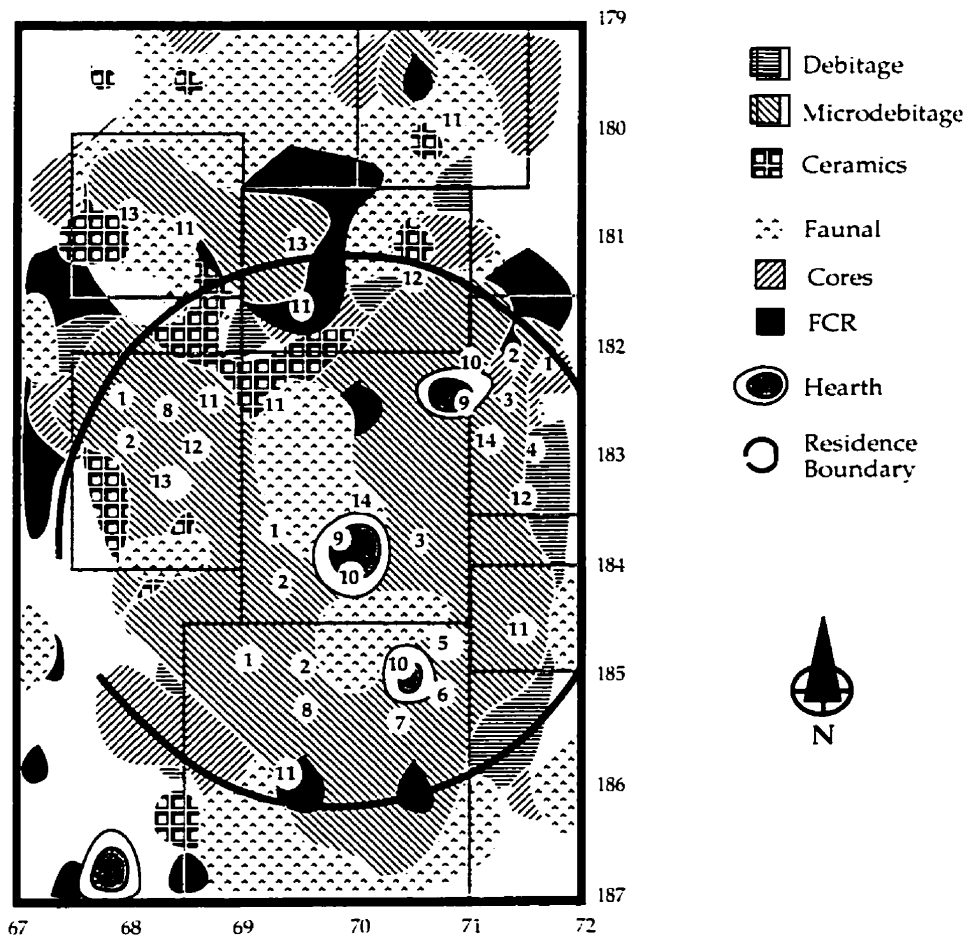 179
Debitage
Microdebitage
11
180
Ceramics
13
11
Faunal
13
181
12
Cores
11
FCR
10 2 1
182
1 8 11 11
9 3
Hearth
2 12
14 4
183
Residence
Boundary
13
12
14
1 9 3
10
184
2
11
5
1 2 10
185
6
8 7
N
11
186
187
67 68 69 70 71 72